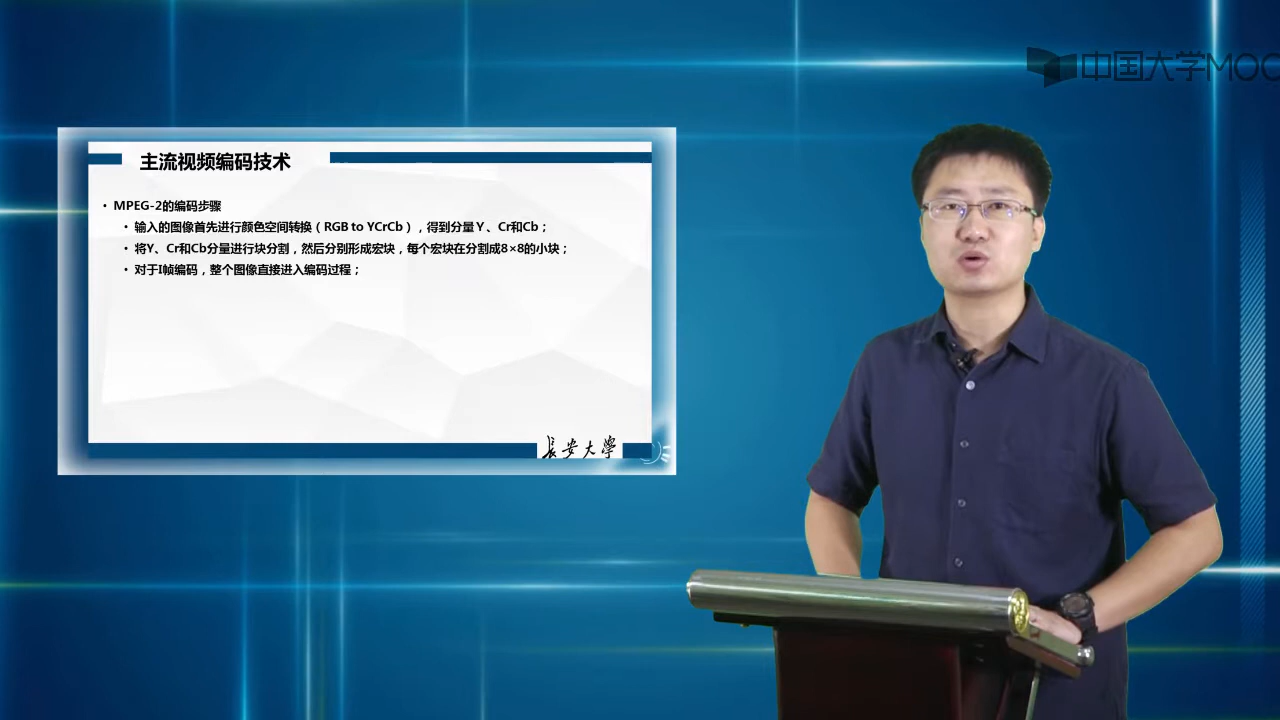 中国大学MOO
主流视频编码技术
• MPEG-2的编码步骤
• 输入的图像首先进行颜色空间转换（RGB to YCrCb），得到分量Y、Cr和Cb；
• 将Y、Cr和Cb分量进行块分割，然后分别形成宏块，每个宏块在分割成8×8的小块；
• 对于I帧编码，整个图像直接进入编码过程；
長安大學